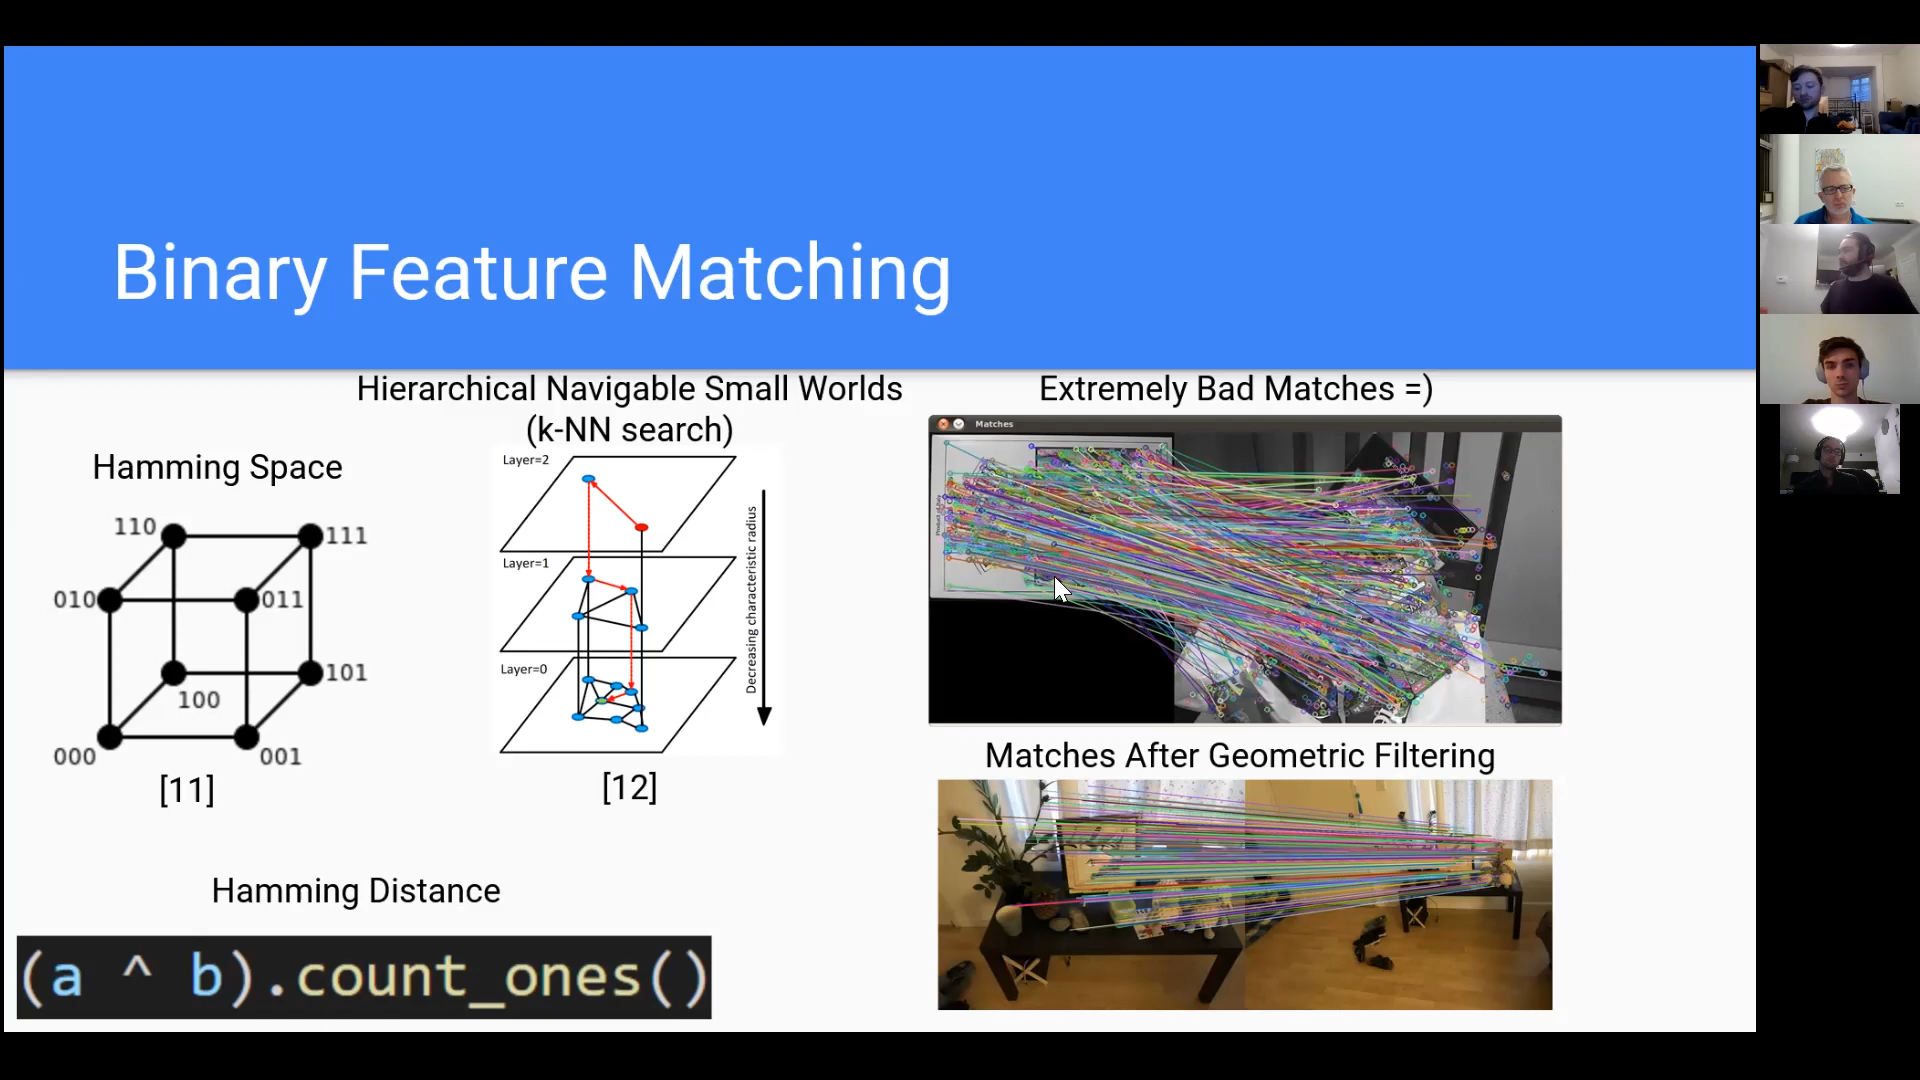 Binary Feature Matching
Hierarchical Navigable Small Worlds
(k-NN search)
Extremely Bad Matches =)
Hamming Space
110
111
010
011
100
101
000
001
[11]
Layer=2
Layer=1
Layer=0
Decreasing characteristic radius
[12]
Matches
Matches After Geometric Filtering
Hamming Distance
(a ^ b).count_ones()